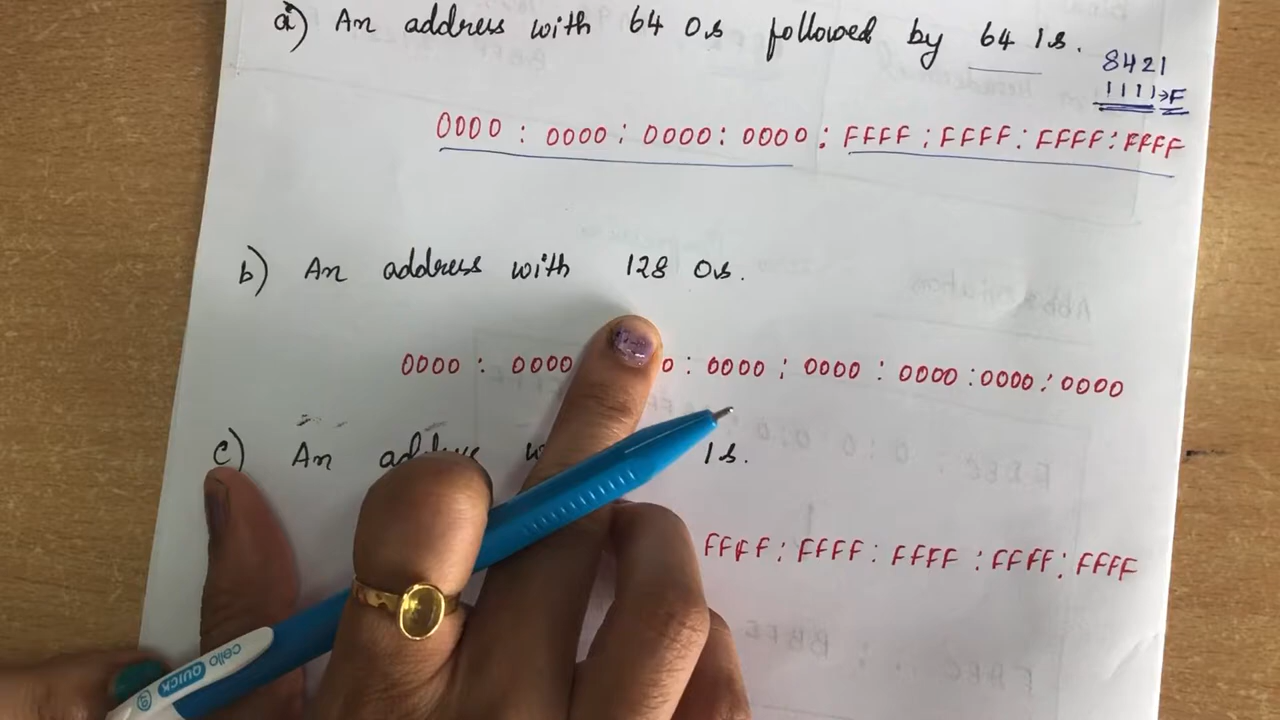 a) An address with 64 0s followed by 64 1s.
8421
1111→F
0000 : 0000 : 0000 : 0000 : FFFF : FFFF : FFFF : FFFF
b) An address with 128 0s.
0000 : 0000 0 : 0000 : 0000 : 0000 : 0000 : 0000
c) An 1s.
FFFF : FFFF : FFFF : FFFF : FFFF
cello
QUICK